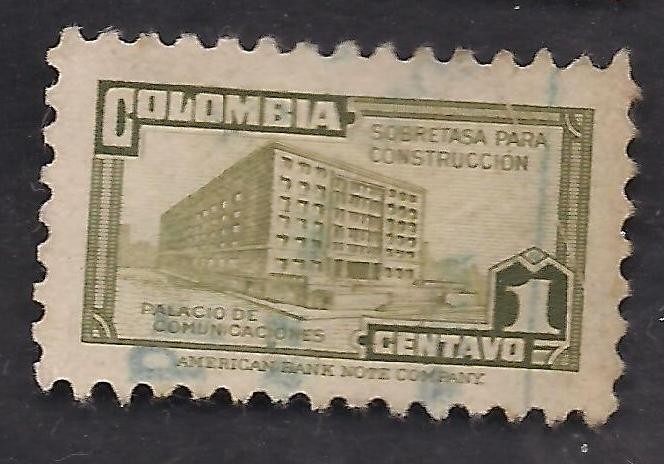 COLOMBIA
SOBRETASA PARA
CONSTRUCCION
PALACIO DE
COMUNICACIONES
1
CENTAVO
AMERICAN BANK NOTE COMPANY.